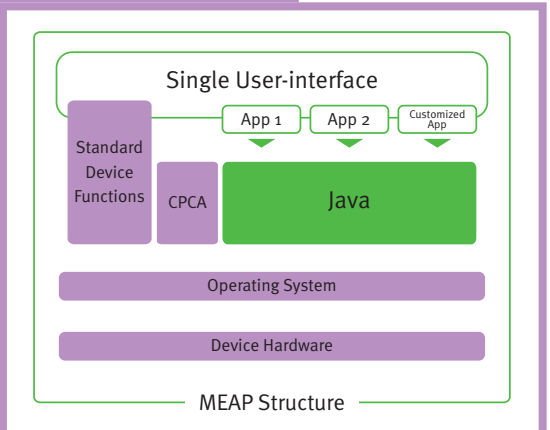 Single User-interface
App 1
App 2
Customized
App
Standard
Device
Functions
CPCA
Java
Operating System
Device Hardware
MEAP Structure